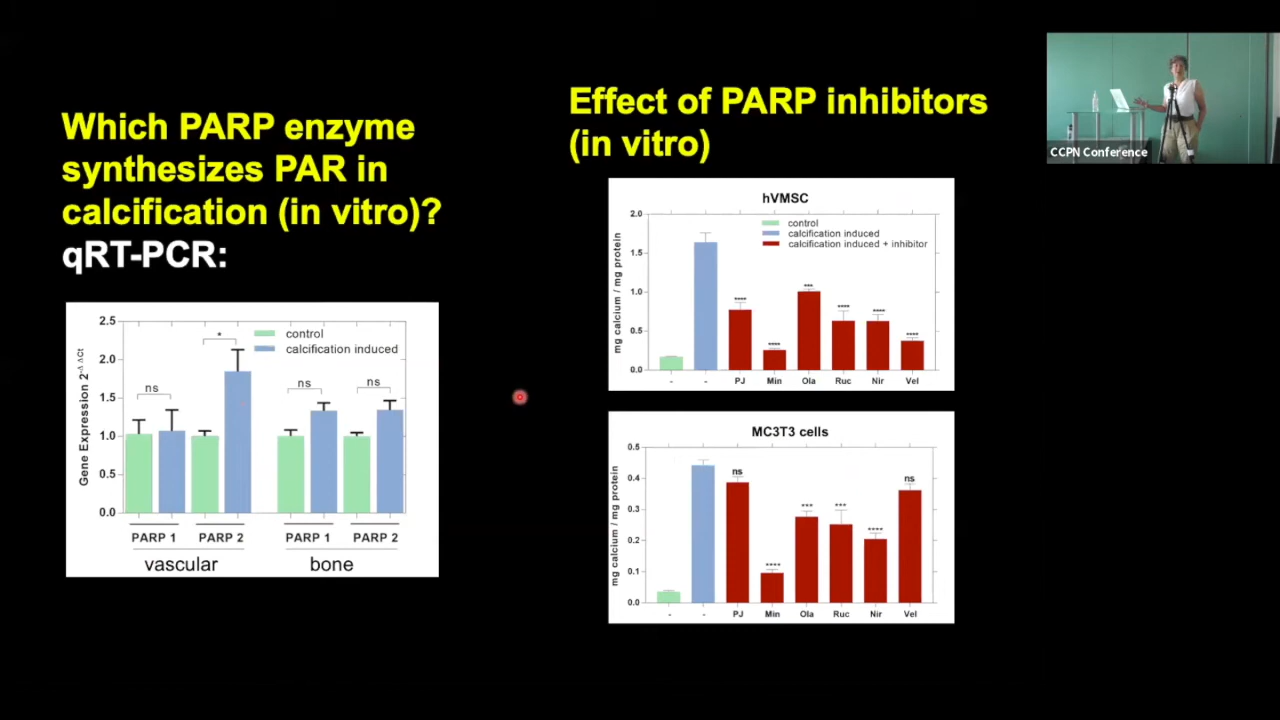 Which PARP enzyme
synthesizes PAR in
calcification (in vitro)?
qRT-PCR:
2.5
2.0
1.5
1.0
0.5
0.0
Gene Expression 2-Δ ΔCt
control
calcification induced
ns
*
ns
ns
PARP 1
PARP 2
PARP 1
PARP 2
vascular
bone
Effect of PARP inhibitors
(in vitro)
hVMSC
2.0
1.5
1.0
0.5
0.0
mg calcium / mg protein
control
calcification induced
calcification induced + inhibitor
****
****
***
****
****
****
- - PJ Min Ola Ruc Nir Vel
MC3T3 cells
0.5
0.4
0.3
0.2
0.1
0.0
mg calcium / mg protein
ns
****
***
***
****
ns
- - PJ Min Ola Ruc Nir Vel
CCPN Conference